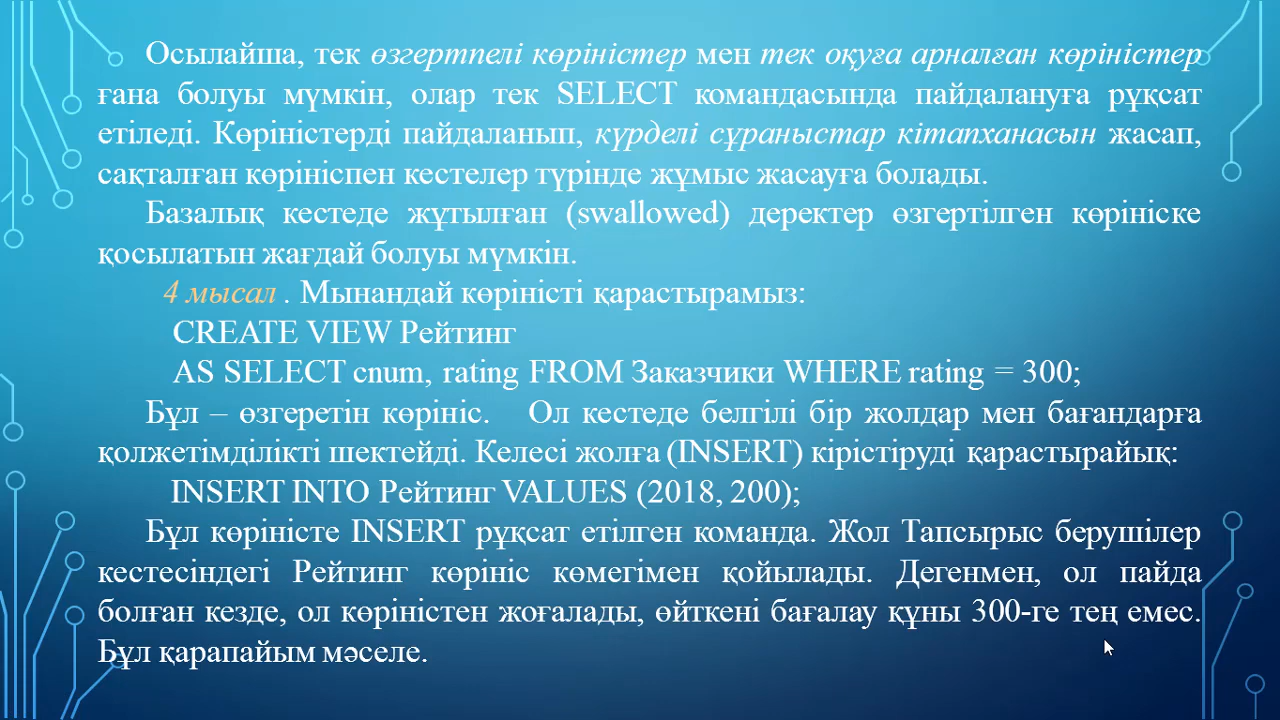 Осылайша, тек өзгертпелі көріністер мен тек оқуға арналған көріністер
ғана болуы мүмкін, олар тек SELECT командасында пайдалануға рұқсат
етіледі. Көріністерді пайдаланып, күрделі сұраныстар кітапханасын жасап,
сақталған көрініспен кестелер түрінде жұмыс жасауға болады.
Базалық кестеде жұтылған (swallowed) деректер өзгертілген көрініске
қосылатын жағдай болуы мүмкін.
4 мысал . Мынандай көріністі қарастырамыз:
CREATE VIEW Рейтинг
AS SELECT cnum, rating FROM Заказчики WHERE rating = 300;
Бұл – өзгеретін көрініс. Ол кестеде белгілі бір жолдар мен бағандарға
қолжетімділікті шектейді. Келесі жолға (INSERT) кірістіруді қарастырайық:
INSERT INTO Рейтинг VALUES (2018, 200);
Бұл көріністе INSERT рұқсат етілген команда. Жол Тапсырыс берушілер
кестесіндегі Рейтинг көрініс көмегімен қойылады. Дегенмен, ол пайда
болған кезде, ол көріністен жоғалады, өйткені бағалау құны 300-ге тең емес.
Бұл қарапайым мәселе.